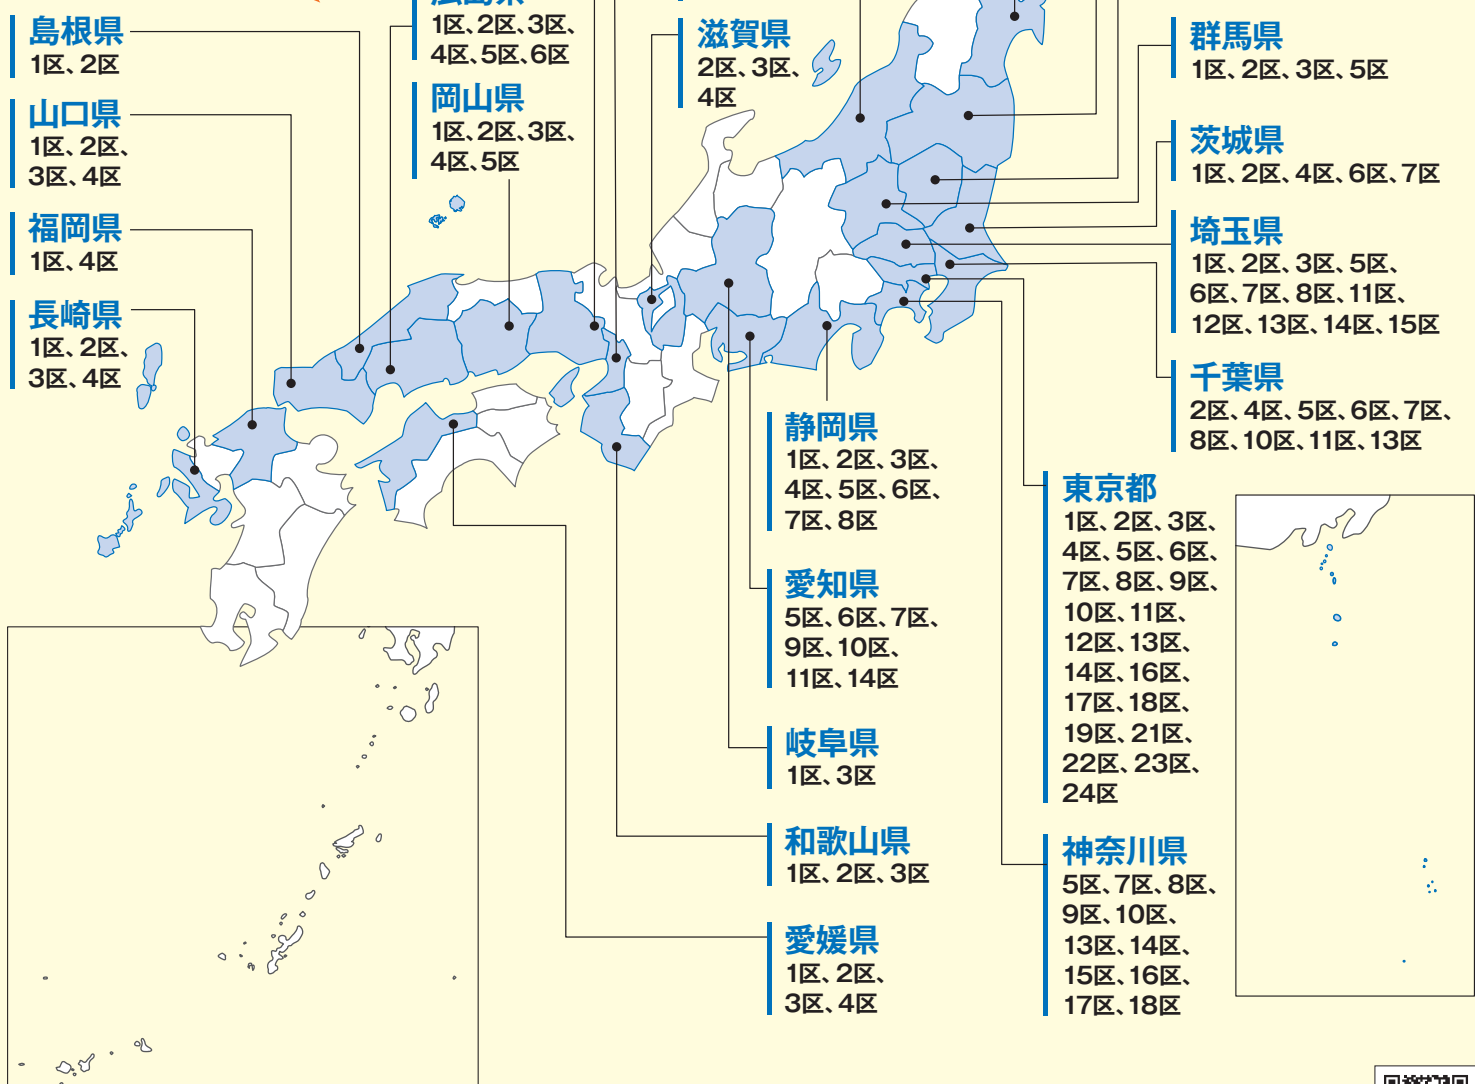 島根県
1区、2区
山口県
1区、2区、
3区、4区
福岡県
1区、4区
長崎県
1区、2区、
3区、4区
広島県
1区、2区、3区、
4区、5区、6区
岡山県
1区、2区、3区、
4区、5区
滋賀県
2区、3区、
4区
静岡県
1区、2区、3区、
4区、5区、6区、
7区、8区
愛知県
5区、6区、7区、
9区、10区、
11区、14区
岐阜県
1区、3区
和歌山県
1区、2区、3区
愛媛県
1区、2区、
3区、4区
群馬県
1区、2区、3区、5区
茨城県
1区、2区、4区、6区、7区
埼玉県
1区、2区、3区、5区、
6区、7区、8区、11区、
12区、13区、14区、15区
千葉県
2区、4区、5区、6区、7区、
8区、10区、11区、13区
東京都
1区、2区、3区、
4区、5区、6区、
7区、8区、9区、
10区、11区、
12区、13区、
14区、16区、
17区、18区、
19区、21区、
22区、23区、
24区
神奈川県
5区、7区、8区、
9区、10区、
13区、14区、
15区、16区、
17区、18区